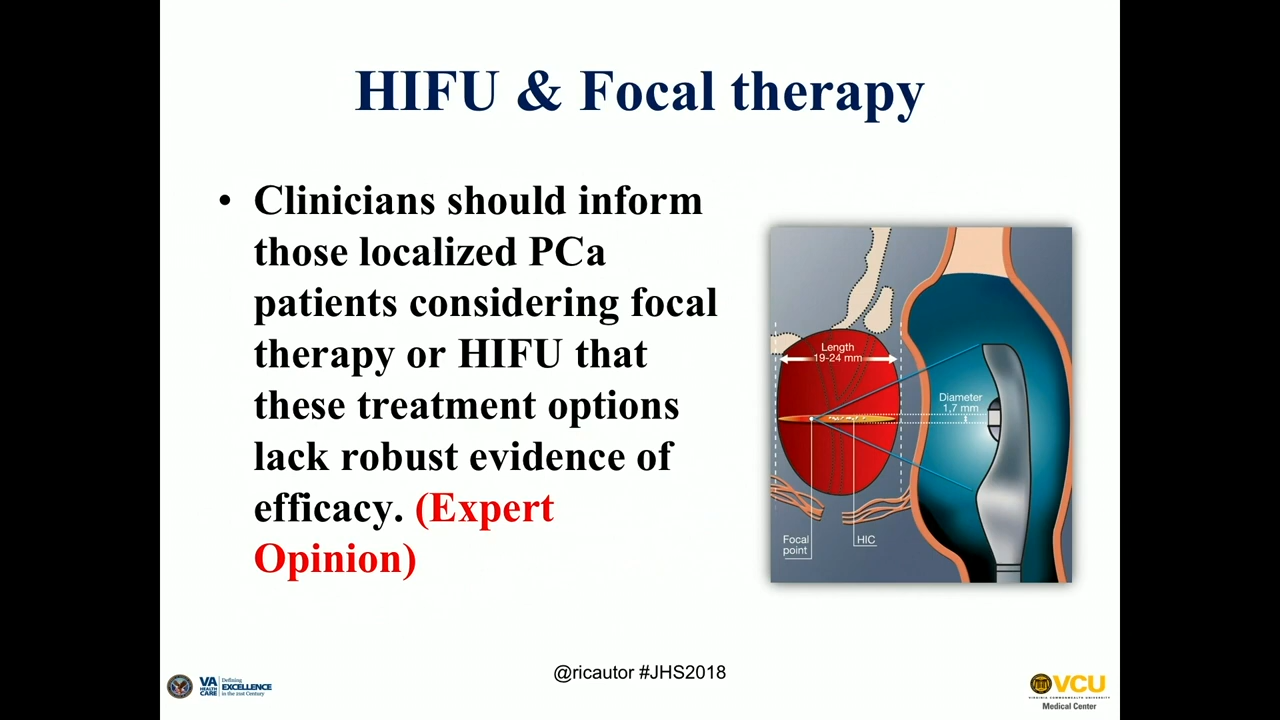 HIFU & Focal therapy
• Clinicians should inform
those localized PCa
patients considering focal
therapy or HIFU that
these treatment options
lack robust evidence of
efficacy. (Expert
Opinion)
Length
19-24 mm
Diameter
1,7 mm
Focal
point
HIC
@ricautor #JHS2018
VA
HEALTH
CARE
Defining
EXCELLENCE
in the 21st Century
VCU
VIRGINIA COMMONWEALTH UNIVERSITY
Medical Center